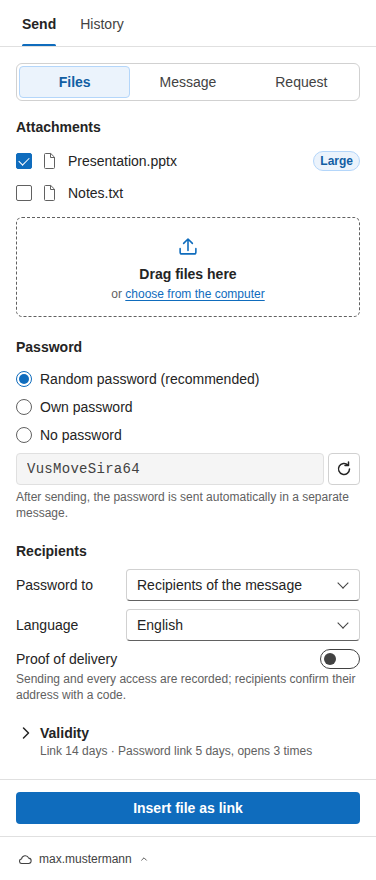 Send History
Files Message Request
Attachments
Presentation.pptx Large
Notes.txt
Drag files here
or choose from the computer
Password
Random password (recommended)
Own password
No password
VusMoveSira64
After sending, the password is sent automatically in a separate
message.
Recipients
Password to Recipients of the message
Language English
Proof of delivery
Sending and every access are recorded; recipients confirm their
address with a code.
Validity
Link 14 days · Password link 5 days, opens 3 times
Insert file as link
max.mustermann